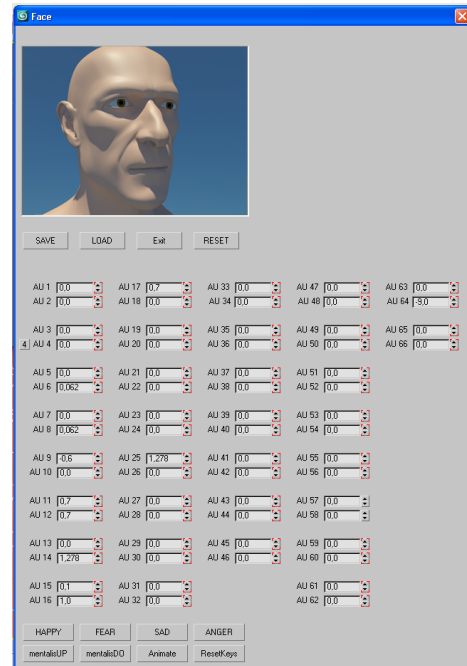 Face
SAVE LOAD Exit RESET
AU 1 0,0 AU 17 0,7 AU 33 0,0 AU 47 0,0 AU 63 0,0
AU 2 0,0 AU 18 0,0 AU 34 0,0 AU 48 0,0 AU 64 -9,0
AU 3 0,0 AU 19 0,0 AU 35 0,0 AU 49 0,0 AU 65 0,0
4 AU 4 0,0 AU 20 0,0 AU 36 0,0 AU 50 0,0 AU 66 0,0
AU 5 0,0 AU 21 0,0 AU 37 0,0 AU 51 0,0
AU 6 0,062 AU 22 0,0 AU 38 0,0 AU 52 0,0
AU 7 0,0 AU 23 0,0 AU 39 0,0 AU 53 0,0
AU 8 0,062 AU 24 0,0 AU 40 0,0 AU 54 0,0
AU 9 -0,6 AU 25 1,278 AU 41 0,0 AU 55 0,0
AU 10 0,0 AU 26 0,0 AU 42 0,0 AU 56 0,0
AU 11 0,7 AU 27 0,0 AU 43 0,0 AU 57 0,0
AU 12 0,7 AU 28 0,0 AU 44 0,0 AU 58 0,0
AU 13 0,0 AU 29 0,0 AU 45 0,0 AU 59 0,0
AU 14 1,278 AU 30 0,0 AU 46 0,0 AU 60 0,0
AU 15 0,1 AU 31 0,0 AU 61 0,0
AU 16 1,0 AU 32 0,0 AU 62 0,0
HAPPY FEAR SAD ANGER
mentalisUP mentalisDO Animate ResetKeys